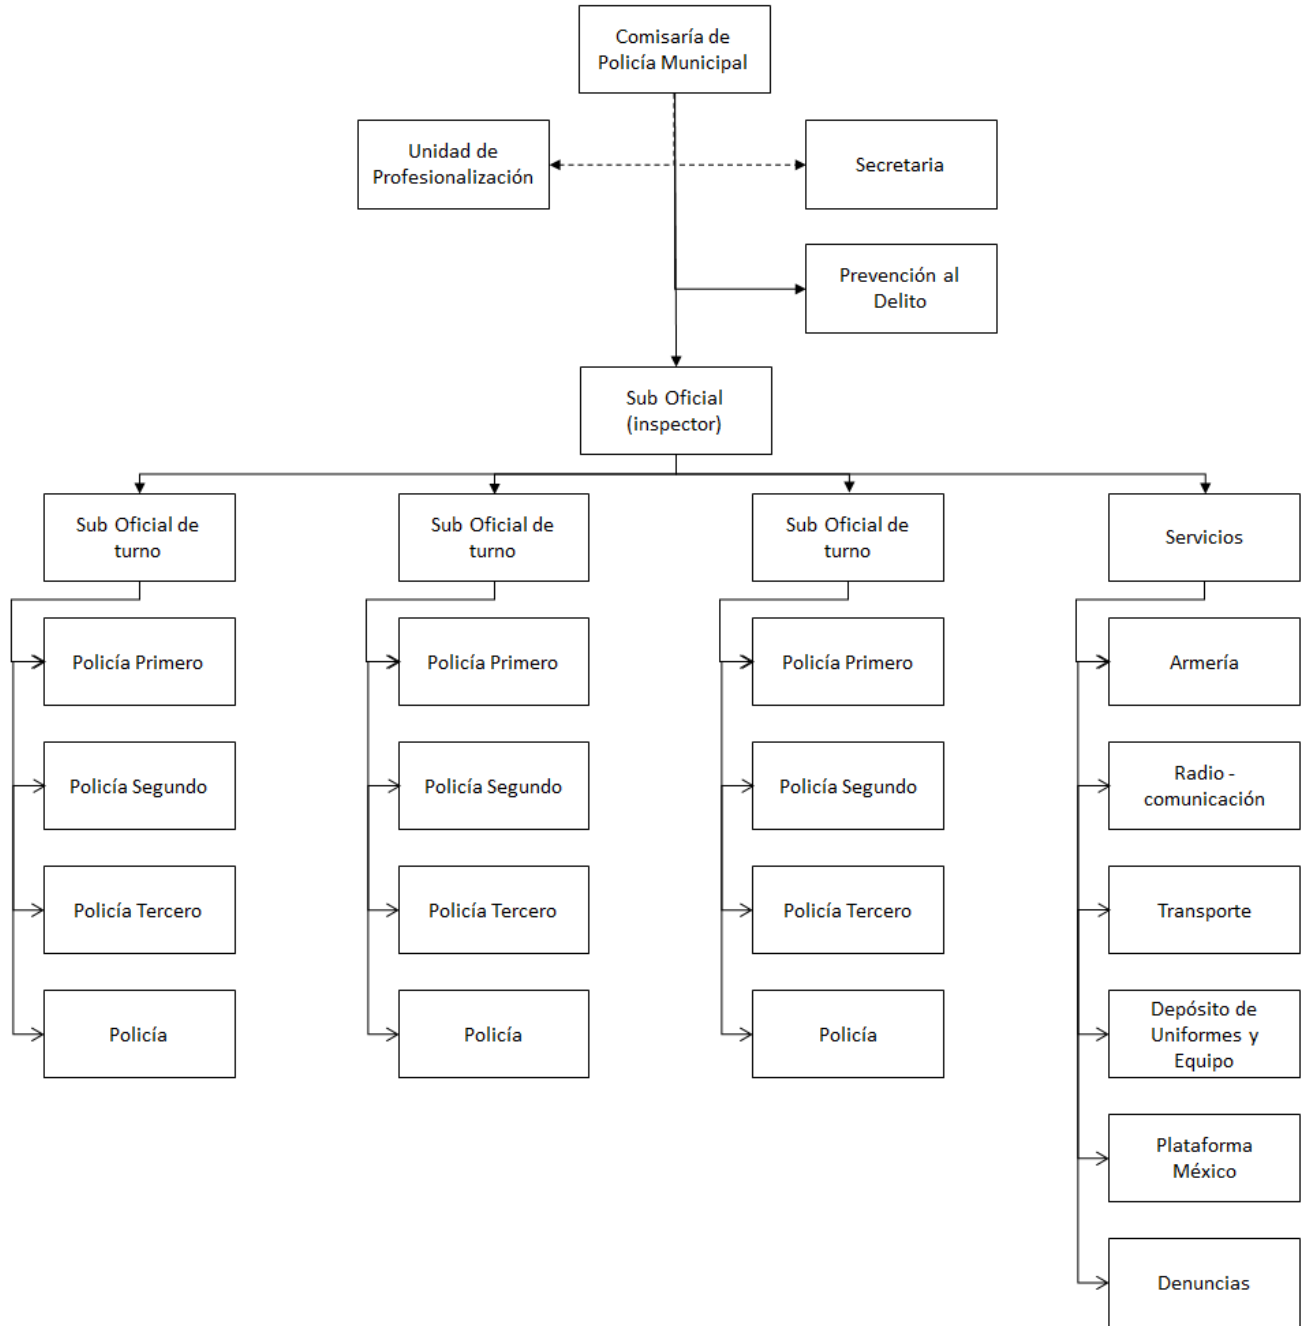 Comisaría de
Policía Municipal
Unidad de
Profesionalización
Secretaria
Prevención al
Delito
Sub Oficial
(inspector)
Sub Oficial de
turno
Sub Oficial de
turno
Sub Oficial de
turno
Servicios
Policía Primero
Policía Primero
Policía Primero
Armería
Policía Segundo
Policía Segundo
Policía Segundo
Radio -
comunicación
Policía Tercero
Policía Tercero
Policía Tercero
Transporte
Policía
Policía
Policía
Depósito de
Uniformes y
Equipo
Plataforma
México
Denuncias